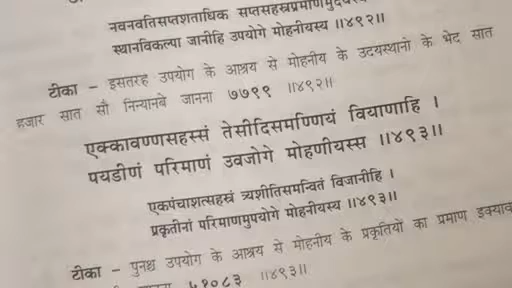 नवनवतिसप्तशताधिक सप्तसहस्रप्रमाणमुदयस्य
स्थानविकल्पा जानीहि उपयोगे मोहनीयस्य ॥४९२॥
टीका - इसतरह उपयोग के आश्रय से मोहनीय के उदयस्थानो के भेद सात
हजार सात सौ निन्यानबे जानना ७७९९ ॥४९२॥
एक्कावण्णसहस्सं तेसीदिसमण्णियं वियाणाहि ।
पयडीणं परिमाणं उवजोगे मोहणीयस्स ॥४९३॥
एकपंचाशत्सहस्रं त्र्यशीतिसमन्वितं विजानीहि ।
प्रकृतीनां परिमाणमुपयोगे मोहनीयस्य ॥४९३॥
टीका - पुनश्च उपयोग के आश्रय से मोहनीय के प्रकृतियों का प्रमाण
५१०८३ ॥४९३॥